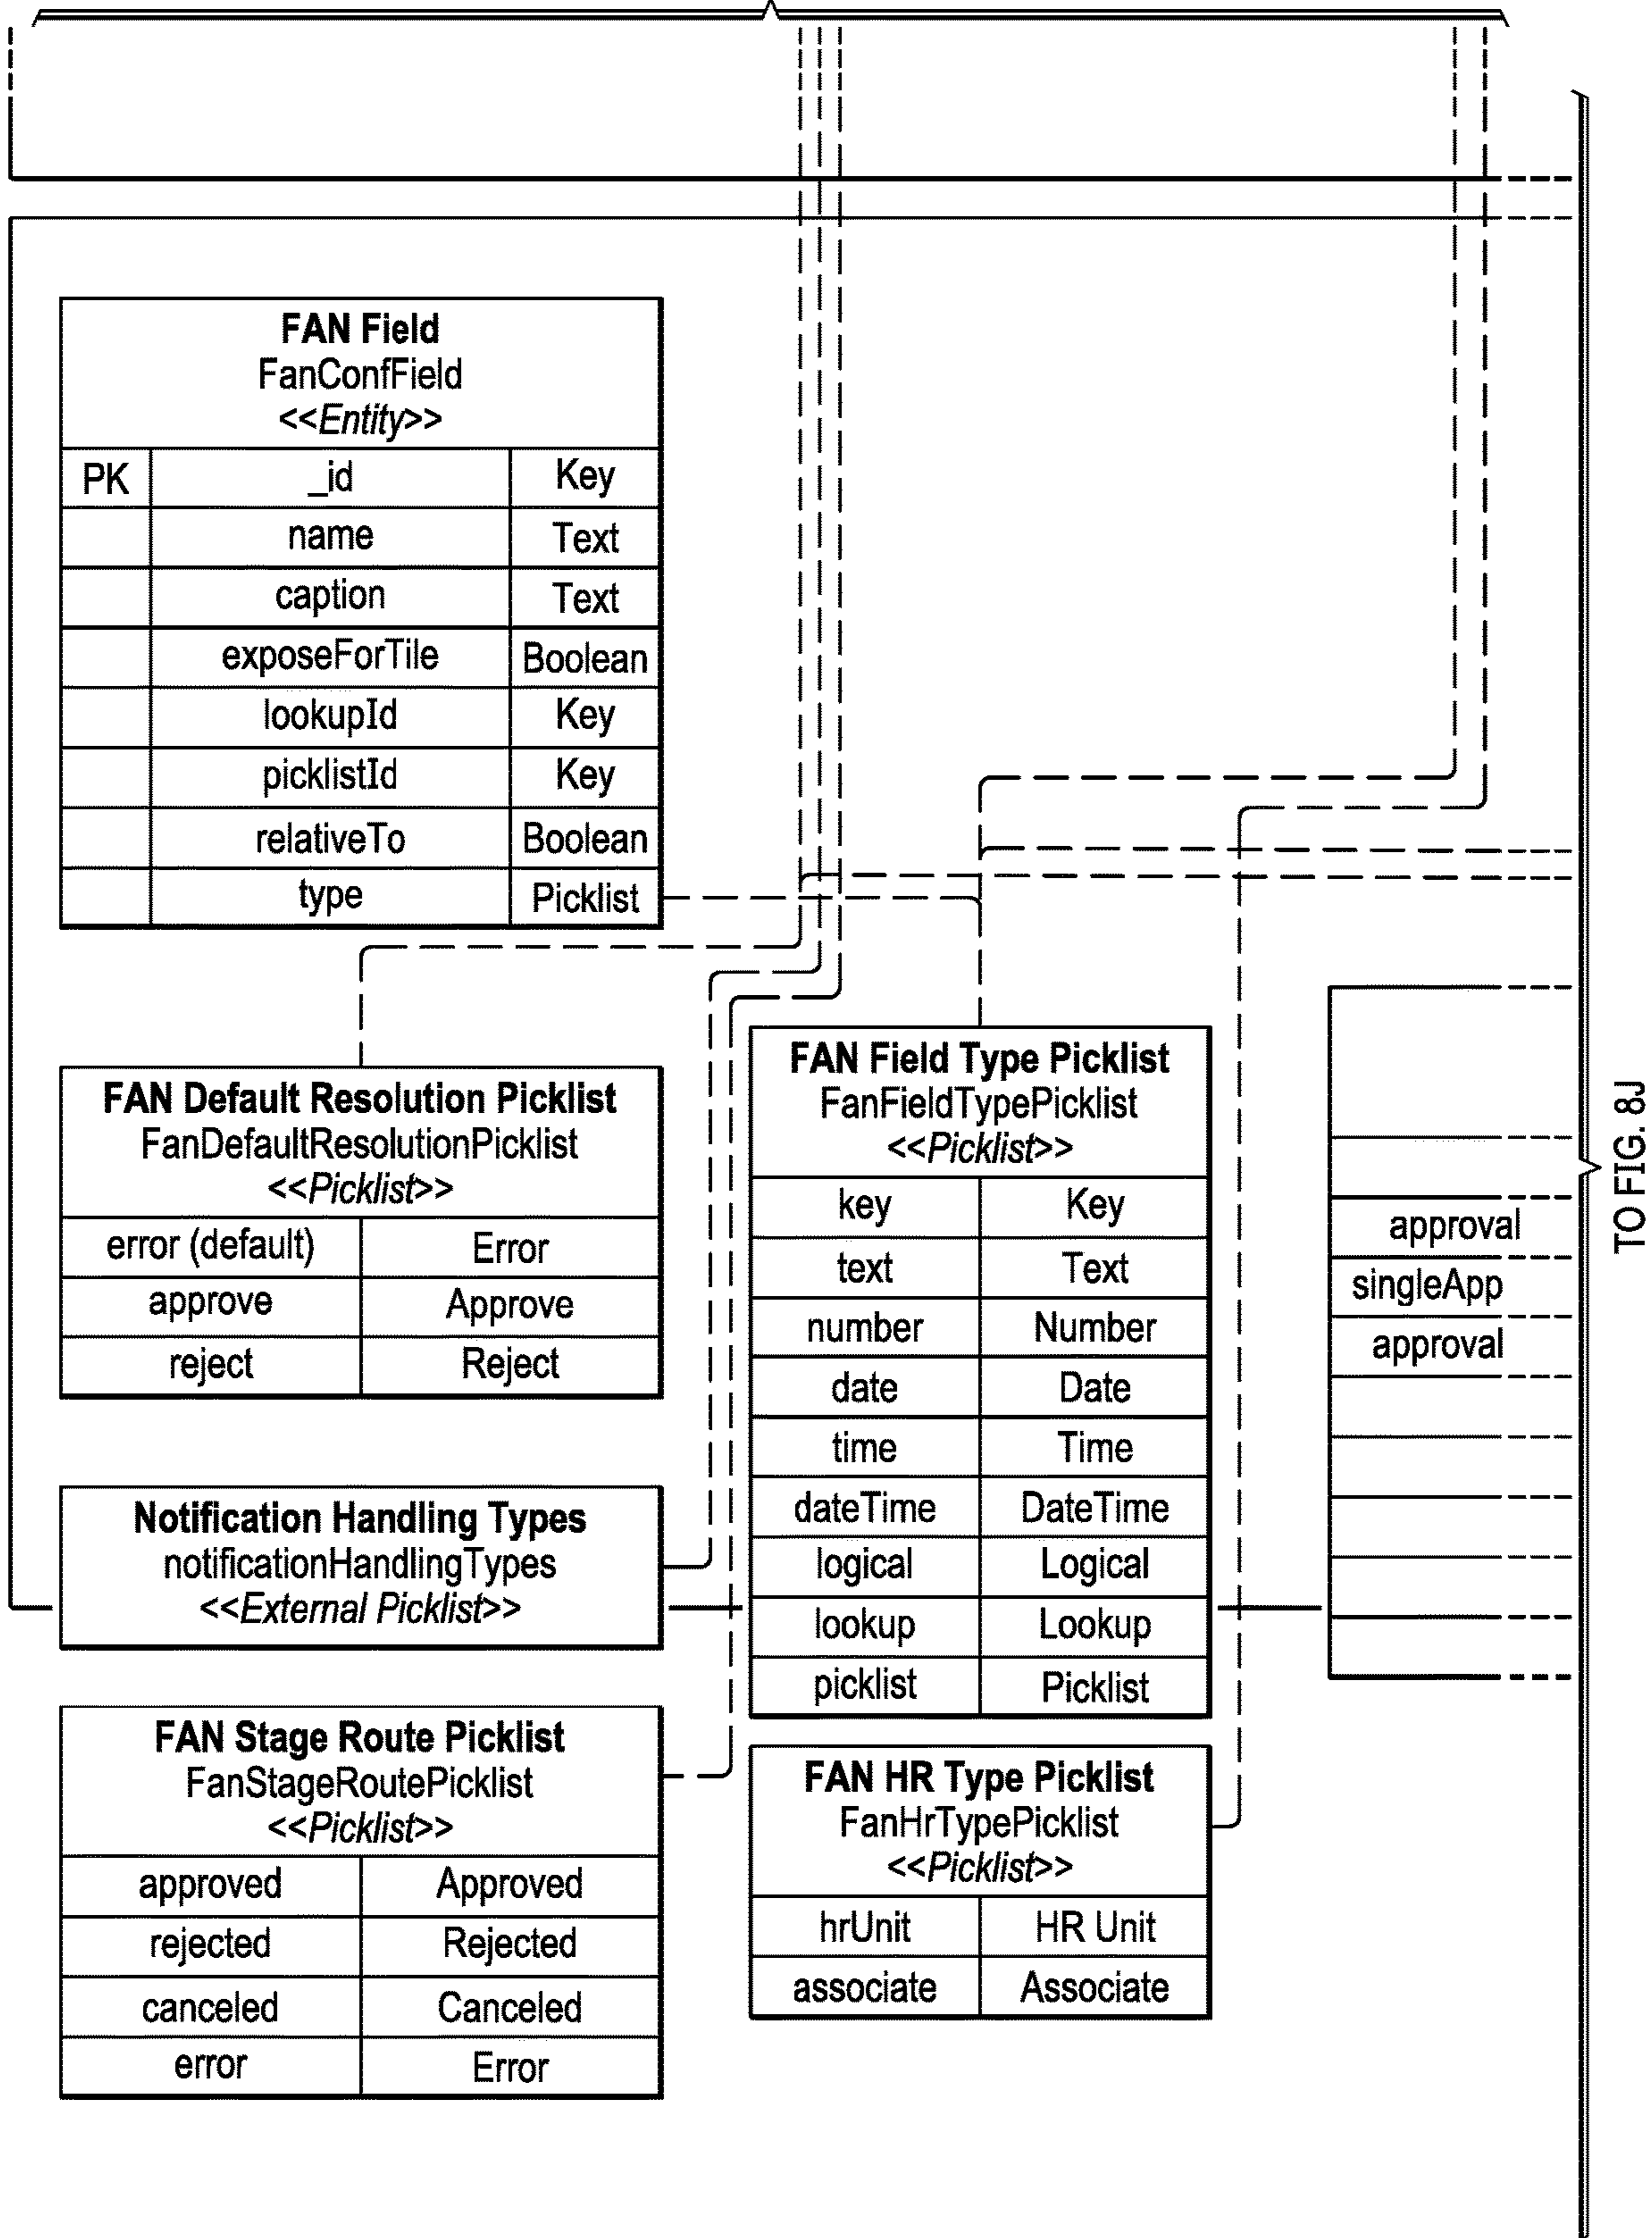 FAN Field
FanConfField
<<Entity>>
PK _id Key
name Text
caption Text
exposeForTile Boolean
lookupId Key
picklistId Key
relativeTo Boolean
type Picklist
FAN Default Resolution Picklist
FanDefaultResolutionPicklist
<<Picklist>>
error (default) Error
approve Approve
reject Reject
Notification Handling Types
notificationHandlingTypes
<<External Picklist>>
FAN Stage Route Picklist
FanStageRoutePicklist
<<Picklist>>
approved Approved
rejected Rejected
canceled Canceled
error Error
FAN Field Type Picklist
FanFieldTypePicklist
<<Picklist>>
key Key
text Text
number Number
date Date
time Time
dateTime DateTime
logical Logical
lookup Lookup
picklist Picklist
FAN HR Type Picklist
FanHrTypePicklist
<<Picklist>>
hrUnit HR Unit
associate Associate
approval
singleApp
approval
TO FIG. 8J